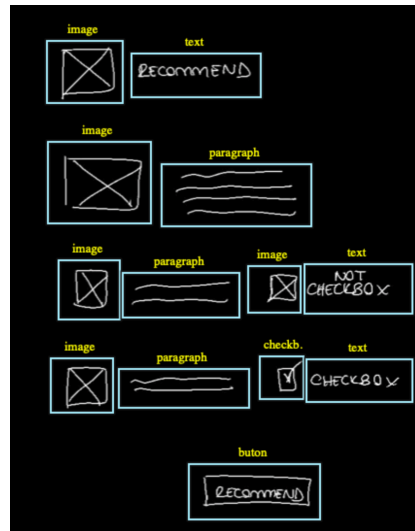 image
text
RECOMMEND
image
paragraph
image
paragraph
image
text
NOT
CHECKBOX
image
paragraph
checkb.
text
CHECKBOX
buton
RECOMMEND